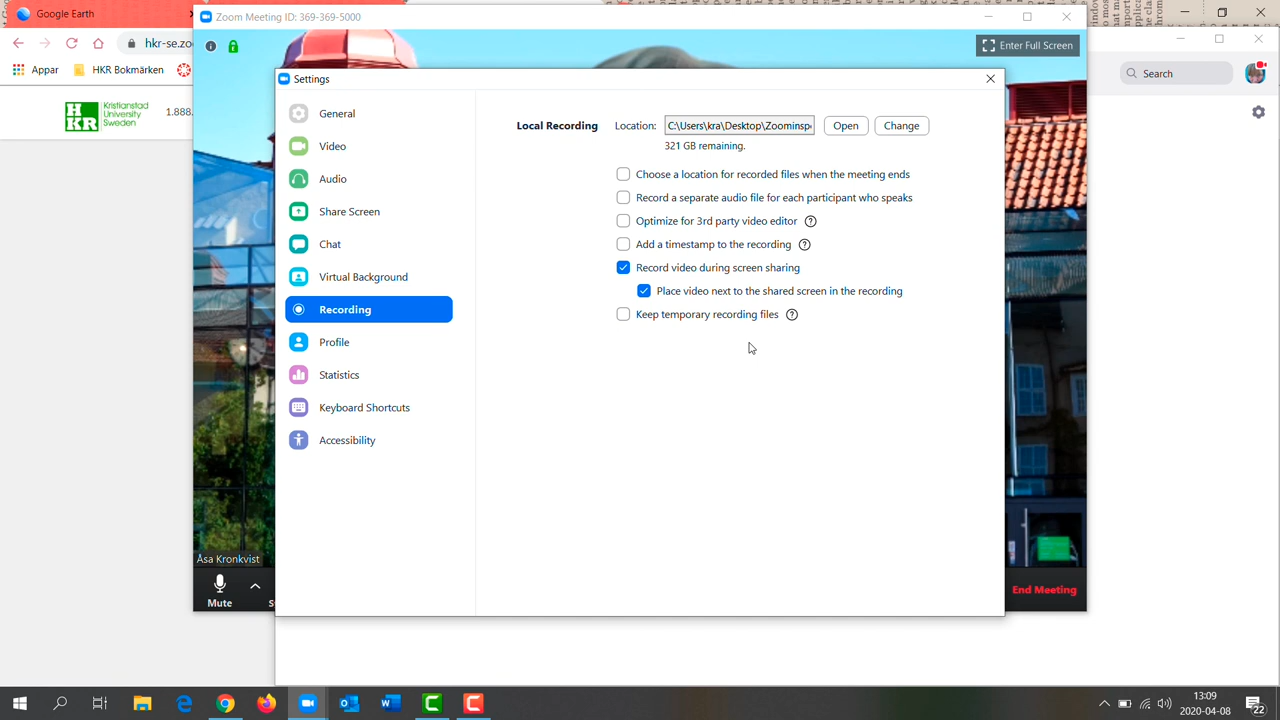 Google Earth
Zoom Meeting ID: 369-369-5000
hkr-se.zo
Enter Full Screen
Search
Appar
HKR Bokmärken
HKR
Kristianstad
University
Sweden
1.888.
Settings
General
Video
Audio
Share Screen
Chat
Virtual Background
Recording
Profile
Statistics
Keyboard Shortcuts
Accessibility
Local Recording
Location:
C:\Users\kra\Desktop\Zoominsp
Open
Change
321 GB remaining.
Choose a location for recorded files when the meeting ends
Record a separate audio file for each participant who speaks
Optimize for 3rd party video editor
Add a timestamp to the recording
Record video during screen sharing
Place video next to the shared screen in the recording
Keep temporary recording files
Åsa Kronkvist
Mute
S
End Meeting
13:09
2020-04-08
22